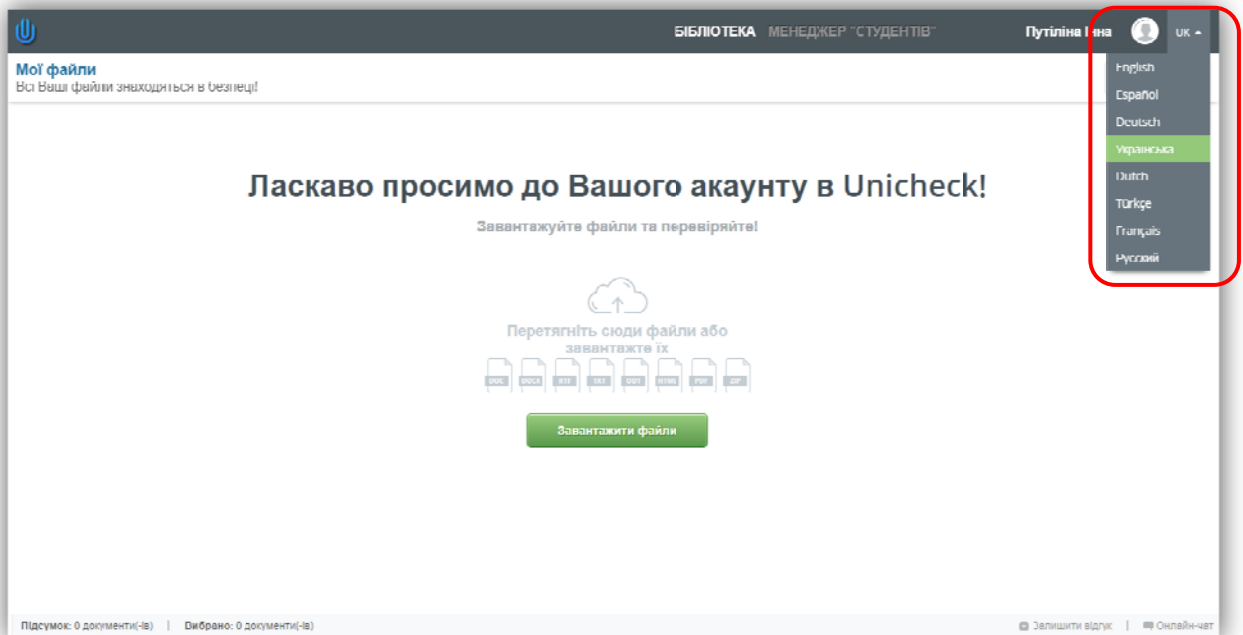 БІБЛІОТЕКА МЕНЕДЖЕР "СТУДЕНТІВ" Путіліна Інна UK
Мої файли
Всі Ваші файли знаходяться в безпеці!
English
Español
Deutsch
Українська
Dutch
Türkçe
Français
Русский
Ласкаво просимо до Вашого акаунту в Unicheck!
Завантажуйте файли та перевіряйте!
Перетягніть сюди файли або
завантажте їх
DOC DOCX RTF TXT ODT HTML PDF ZIP
Завантажити файли
Підсумок: 0 документи(-ів) | Вибрано: 0 документи(-ів) Залишити відгук | Онлайн-чат